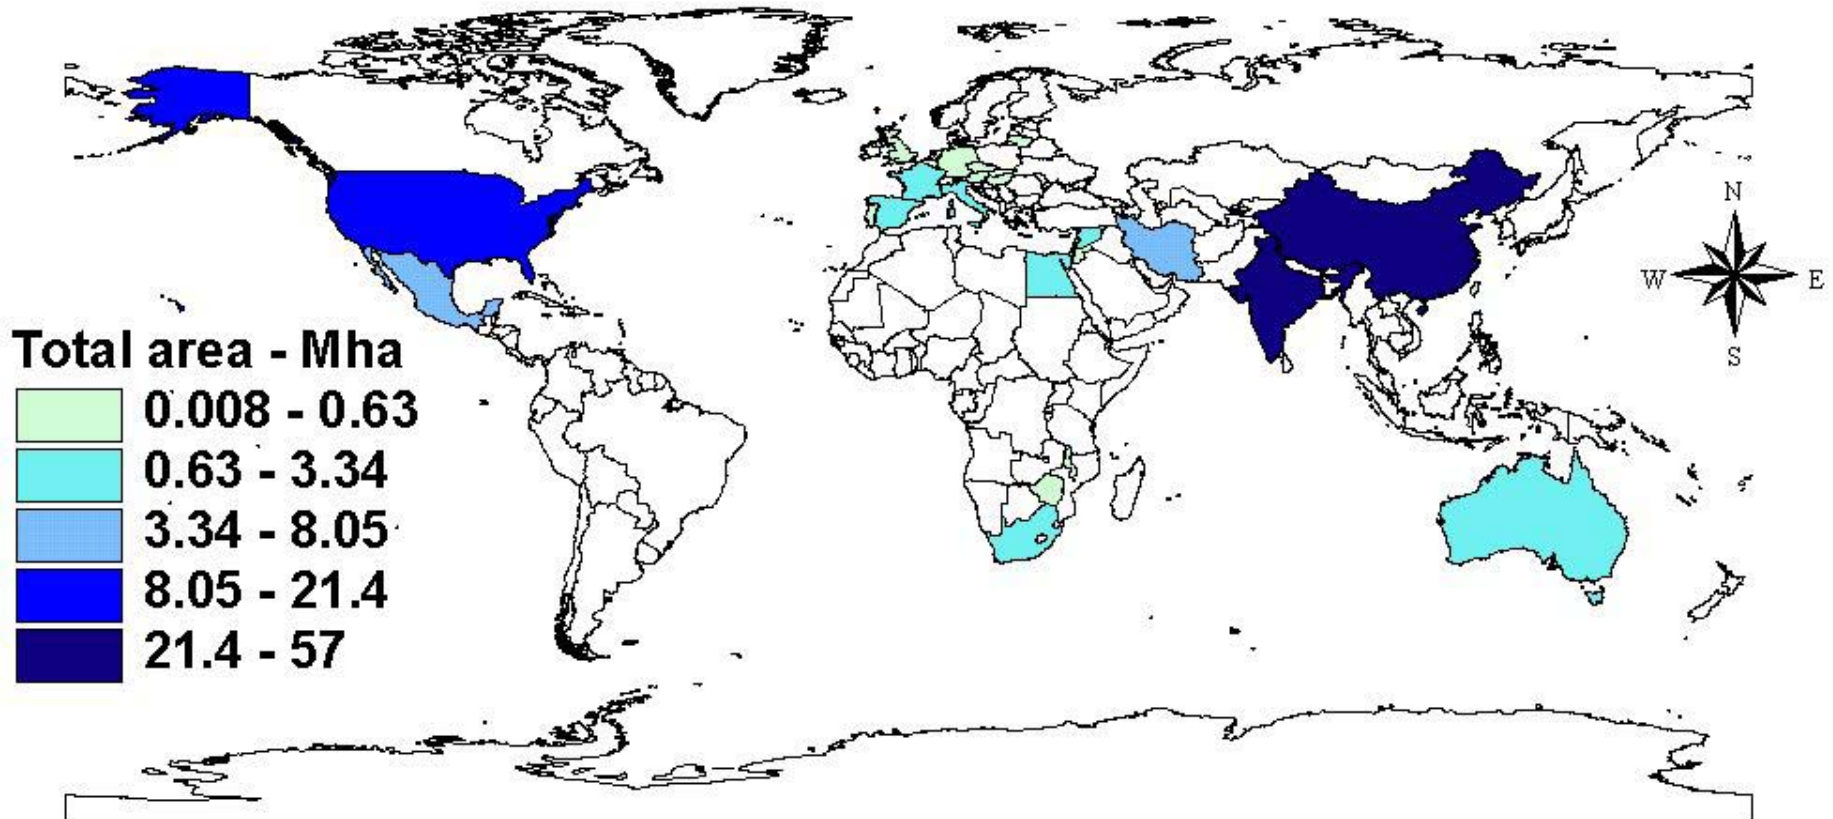 Total area - Mha
0.008 - 0.63
0.63 - 3.34
3.34 - 8.05
8.05 - 21.4
21.4 - 57
N
W E
S